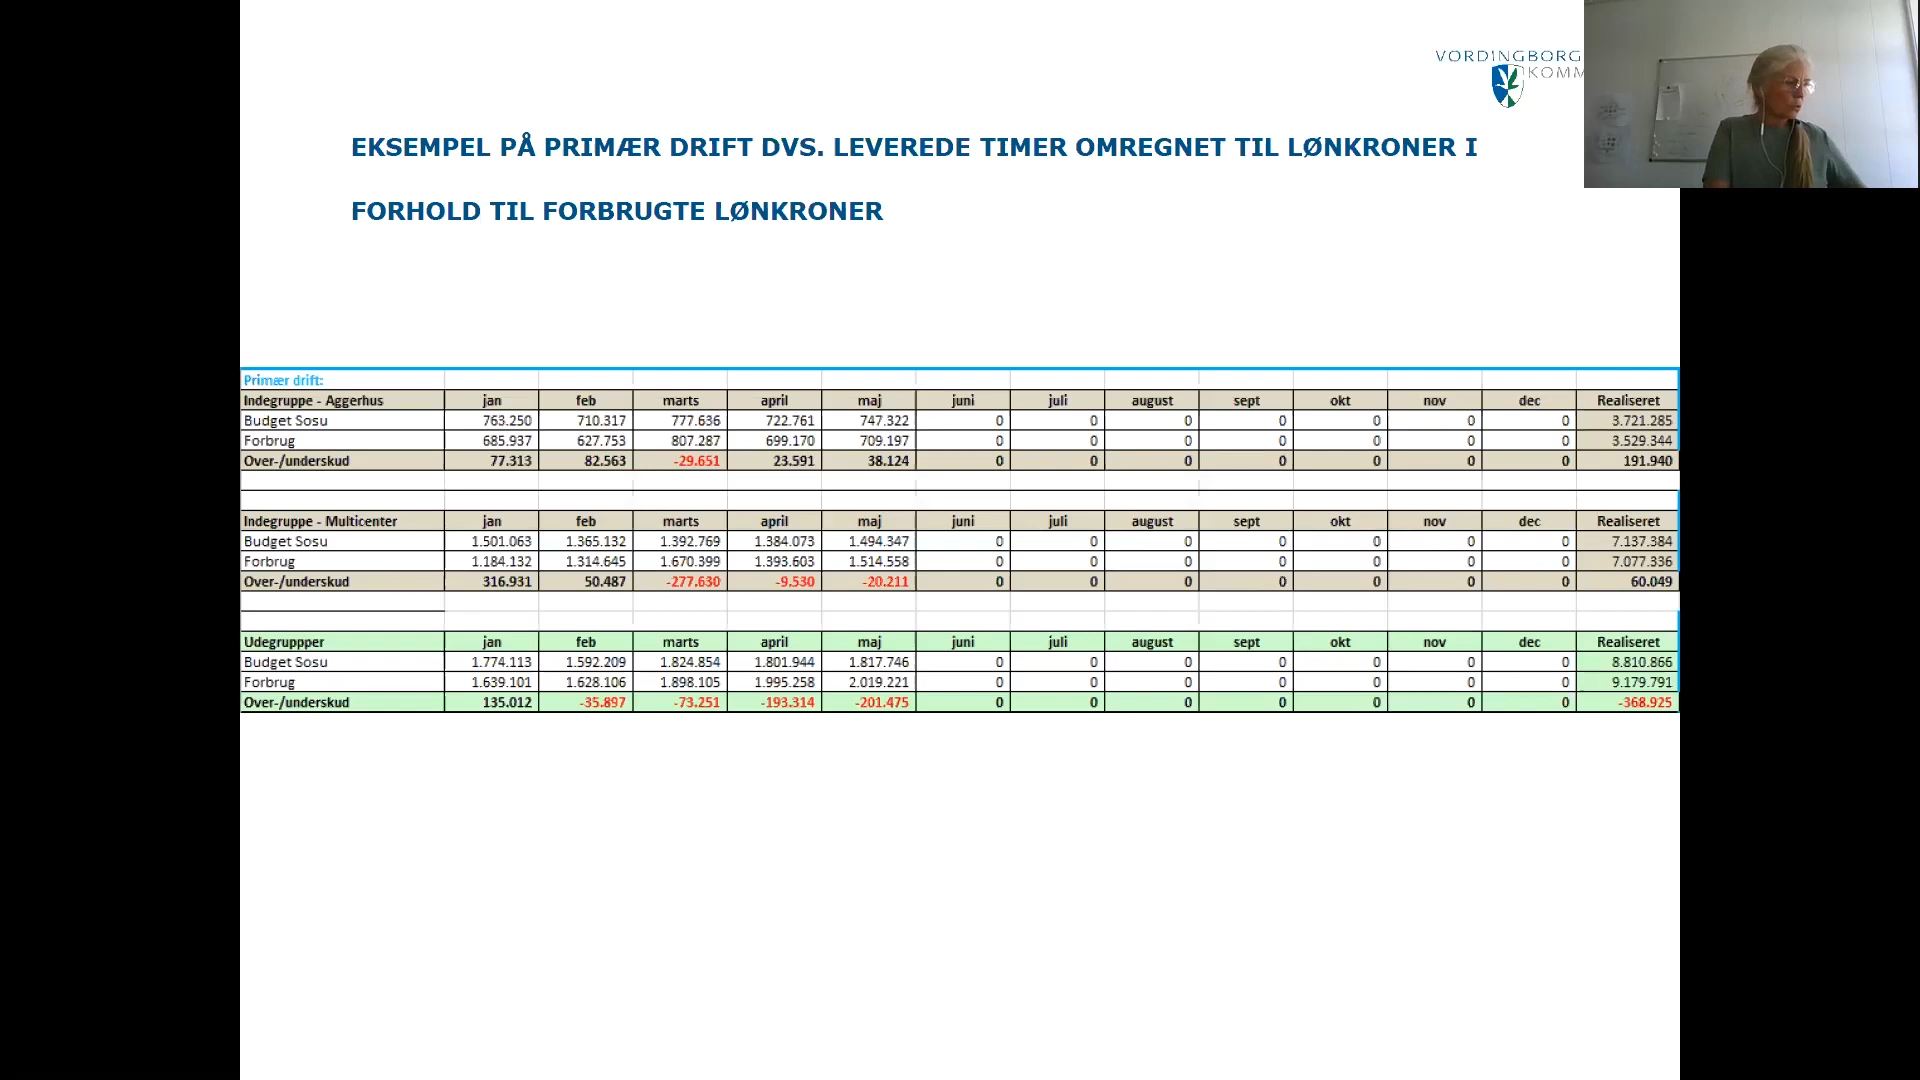 VORDINGBORG
KOMM
EKSEMPEL PÅ PRIMÆR DRIFT DVS. LEVEREDE TIMER OMREGNET TIL LØNKRONER I
FORHOLD TIL FORBRUGTE LØNKRONER
Primær drift:
Indegruppe - Aggerhus jan feb marts april maj juni juli august sept okt nov dec Realiseret
Budget Sosu 763.250 710.317 777.636 722.761 747.322 0 0 0 0 0 0 0 3.721.285
Forbrug 685.937 627.753 807.287 699.170 709.197 0 0 0 0 0 0 0 3.529.344
Over-/underskud 77.313 82.563 -29.651 23.591 38.124 0 0 0 0 0 0 0 191.940
Indegruppe - Multicenter jan feb marts april maj juni juli august sept okt nov dec Realiseret
Budget Sosu 1.501.063 1.365.132 1.392.769 1.384.073 1.494.347 0 0 0 0 0 0 0 7.137.384
Forbrug 1.184.132 1.314.645 1.670.399 1.393.603 1.514.558 0 0 0 0 0 0 0 7.077.336
Over-/underskud 316.931 50.487 -277.630 -9.530 -20.211 0 0 0 0 0 0 0 60.049
Udegruppper jan feb marts april maj juni juli august sept okt nov dec Realiseret
Budget Sosu 1.774.113 1.592.209 1.824.854 1.801.944 1.817.746 0 0 0 0 0 0 0 8.810.866
Forbrug 1.639.101 1.628.106 1.898.105 1.995.258 2.019.221 0 0 0 0 0 0 0 9.179.791
Over-/underskud 135.012 -35.897 -73.251 -193.314 -201.475 0 0 0 0 0 0 0 -368.925